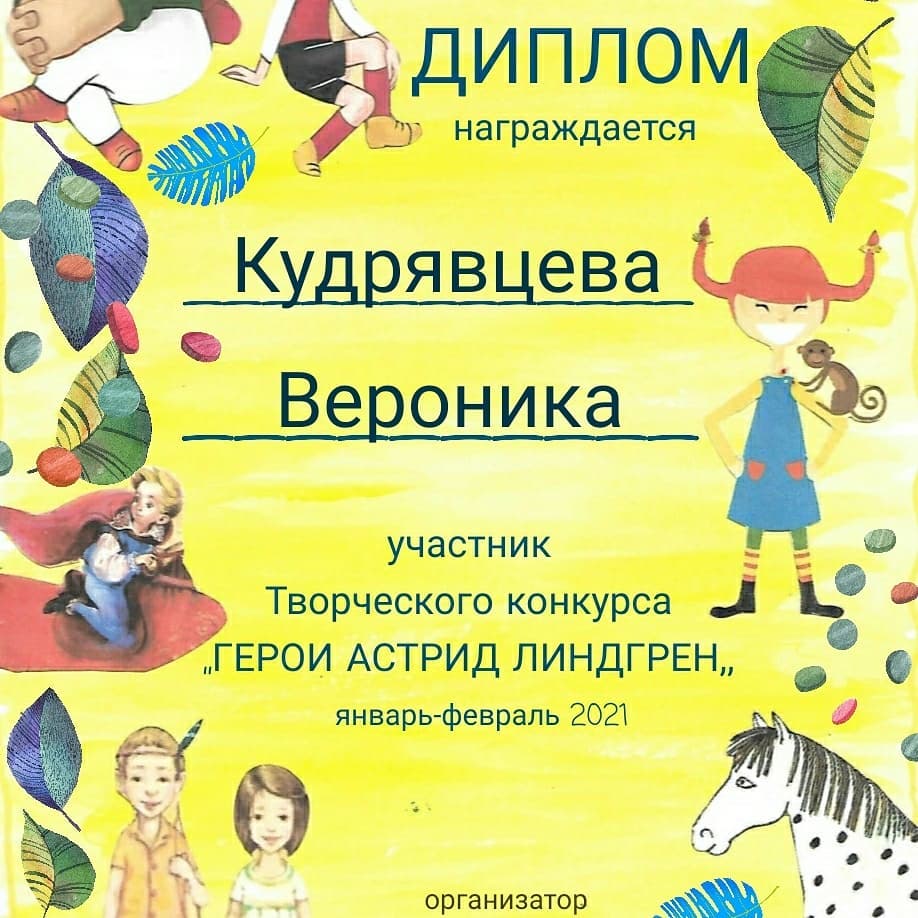 ДИПЛОМ
награждается
Кудрявцева
Вероника
участник
Творческого конкурса
„ГЕРОИ АСТРИД ЛИНДГРЕН„
январь-февраль 2021
организатор